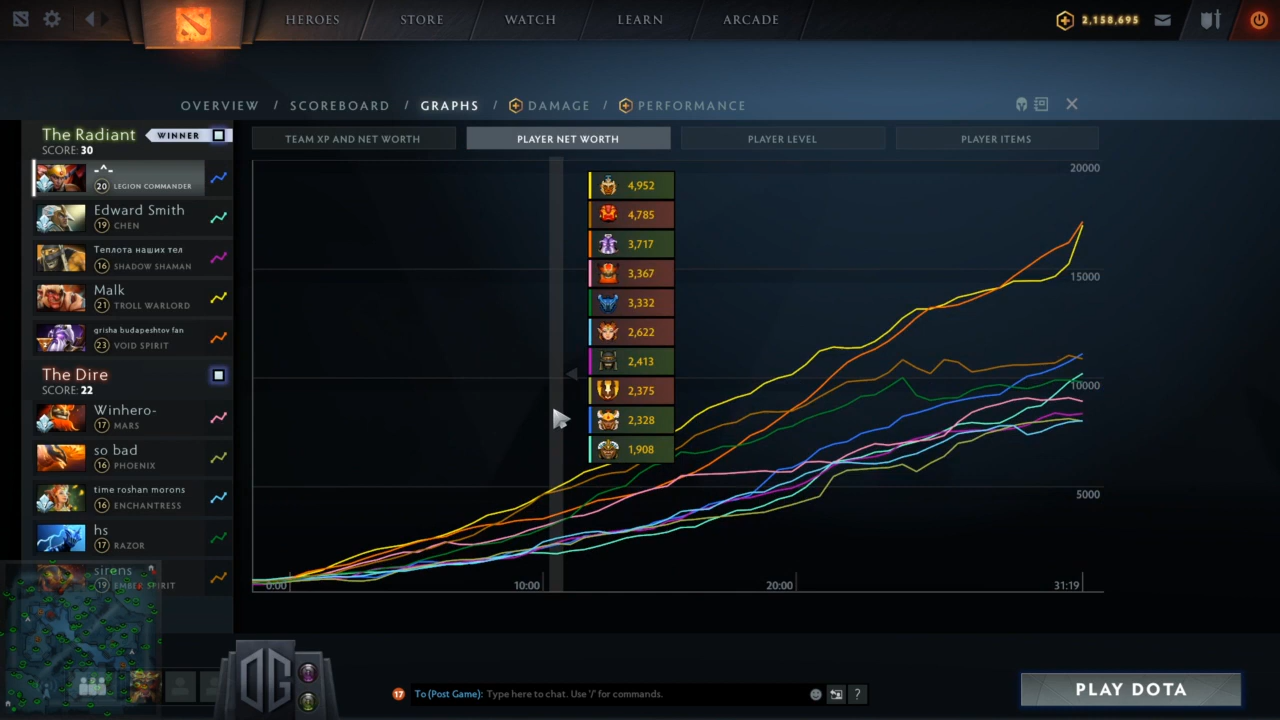 HEROES
STORE
WATCH
LEARN
ARCADE
2,158,695
OVERVIEW / SCOREBOARD / GRAPHS / DAMAGE / PERFORMANCE
TEAM XP AND NET WORTH
PLAYER NET WORTH
PLAYER LEVEL
PLAYER ITEMS
The Radiant
WINNER
SCORE: 30
-^-
20 LEGION COMMANDER
Edward Smith
19 CHEN
Теплота наших тел
16 SHADOW SHAMAN
Malk
21 TROLL WARLORD
grisha budapeshtov fan
23 VOID SPIRIT
The Dire
SCORE: 22
Winhero-
17 MARS
so bad
16 PHOENIX
time roshan morons
16 ENCHANTRESS
hs
17 RAZOR
sirens
19 EMBER SPIRIT
4,952
4,785
3,717
3,367
3,332
2,622
2,413
2,375
2,328
1,908
20000
15000
10000
5000
0:00
10:00
20:00
31:19
OG
17
To (Post Game): Type here to chat. Use '/' for commands.
?
PLAY DOTA